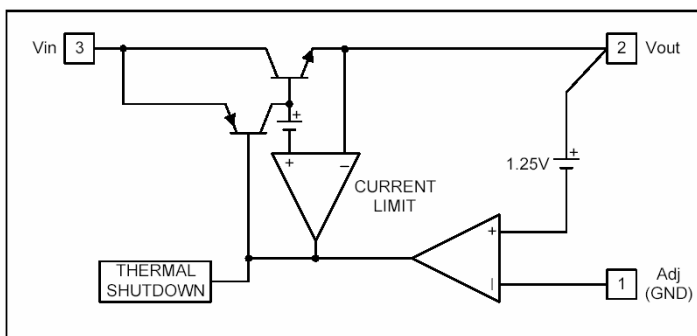 Vin 3
2 Vout
+
+ −
1.25V +
CURRENT
LIMIT
+
−
THERMAL
SHUTDOWN
1 Adj
(GND)